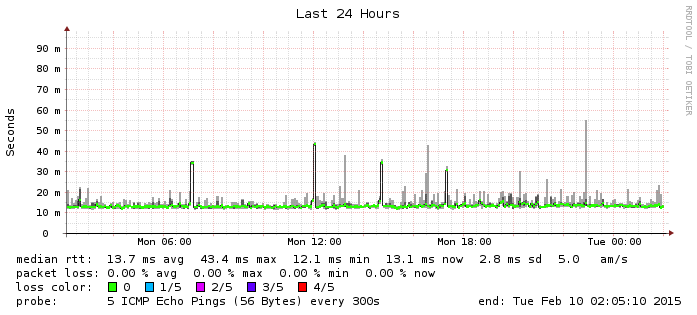 Last 24 Hours
RRDTOOL / TOBI OETIKER
Seconds
90 m
80 m
70 m
60 m
50 m
40 m
30 m
20 m
10 m
0
Mon 06:00 Mon 12:00 Mon 18:00 Tue 00:00
median rtt: 13.7 ms avg 43.4 ms max 12.1 ms min 13.1 ms now 2.8 ms sd 5.0 am/s
packet loss: 0.00 % avg 0.00 % max 0.00 % min 0.00 % now
loss color: 0 1/5 2/5 3/5 4/5
probe: 5 ICMP Echo Pings (56 Bytes) every 300s end: Tue Feb 10 02:05:10 2015